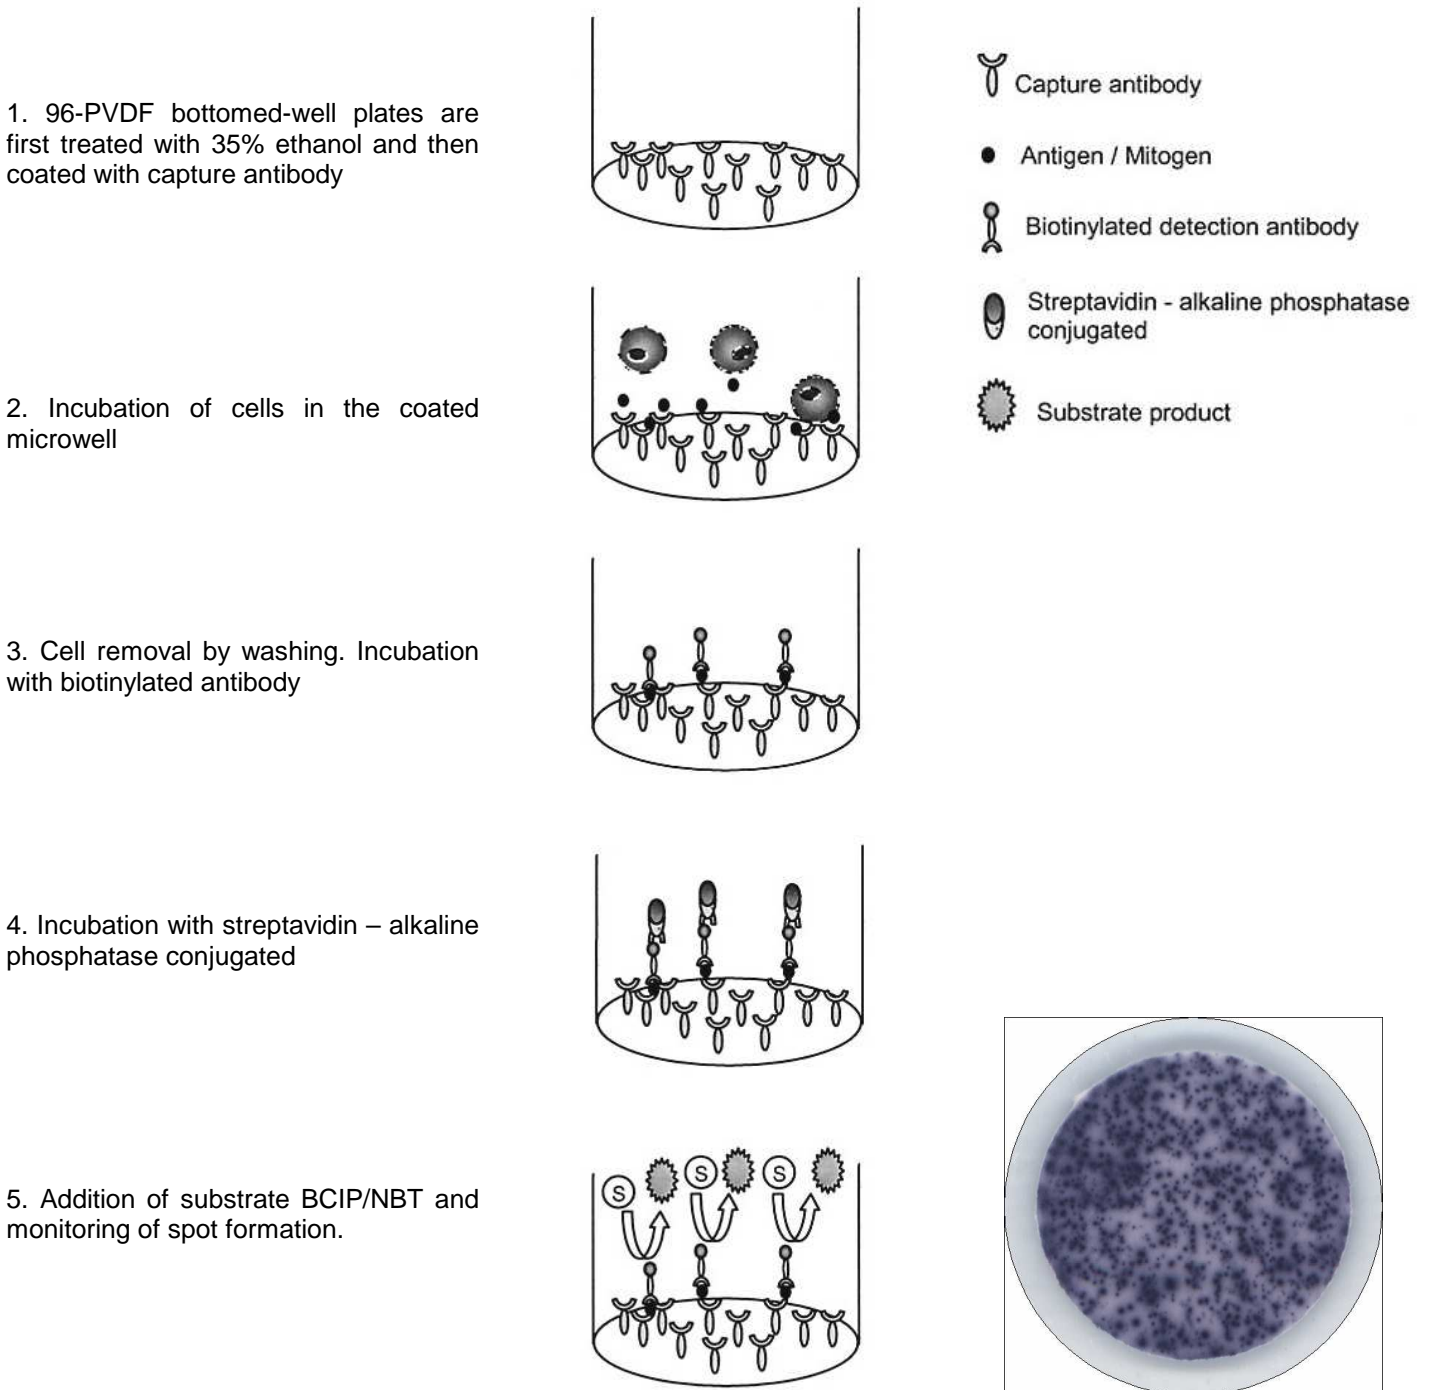 1. 96-PVDF bottomed-well plates are
first treated with 35% ethanol and then
coated with capture antibody
Capture antibody
Antigen / Mitogen
Biotinylated detection antibody
Streptavidin - alkaline phosphatase
conjugated
Substrate product
2. Incubation of cells in the coated
microwell
3. Cell removal by washing. Incubation
with biotinylated antibody
4. Incubation with streptavidin – alkaline
phosphatase conjugated
5. Addition of substrate BCIP/NBT and
monitoring of spot formation.
S
S
S